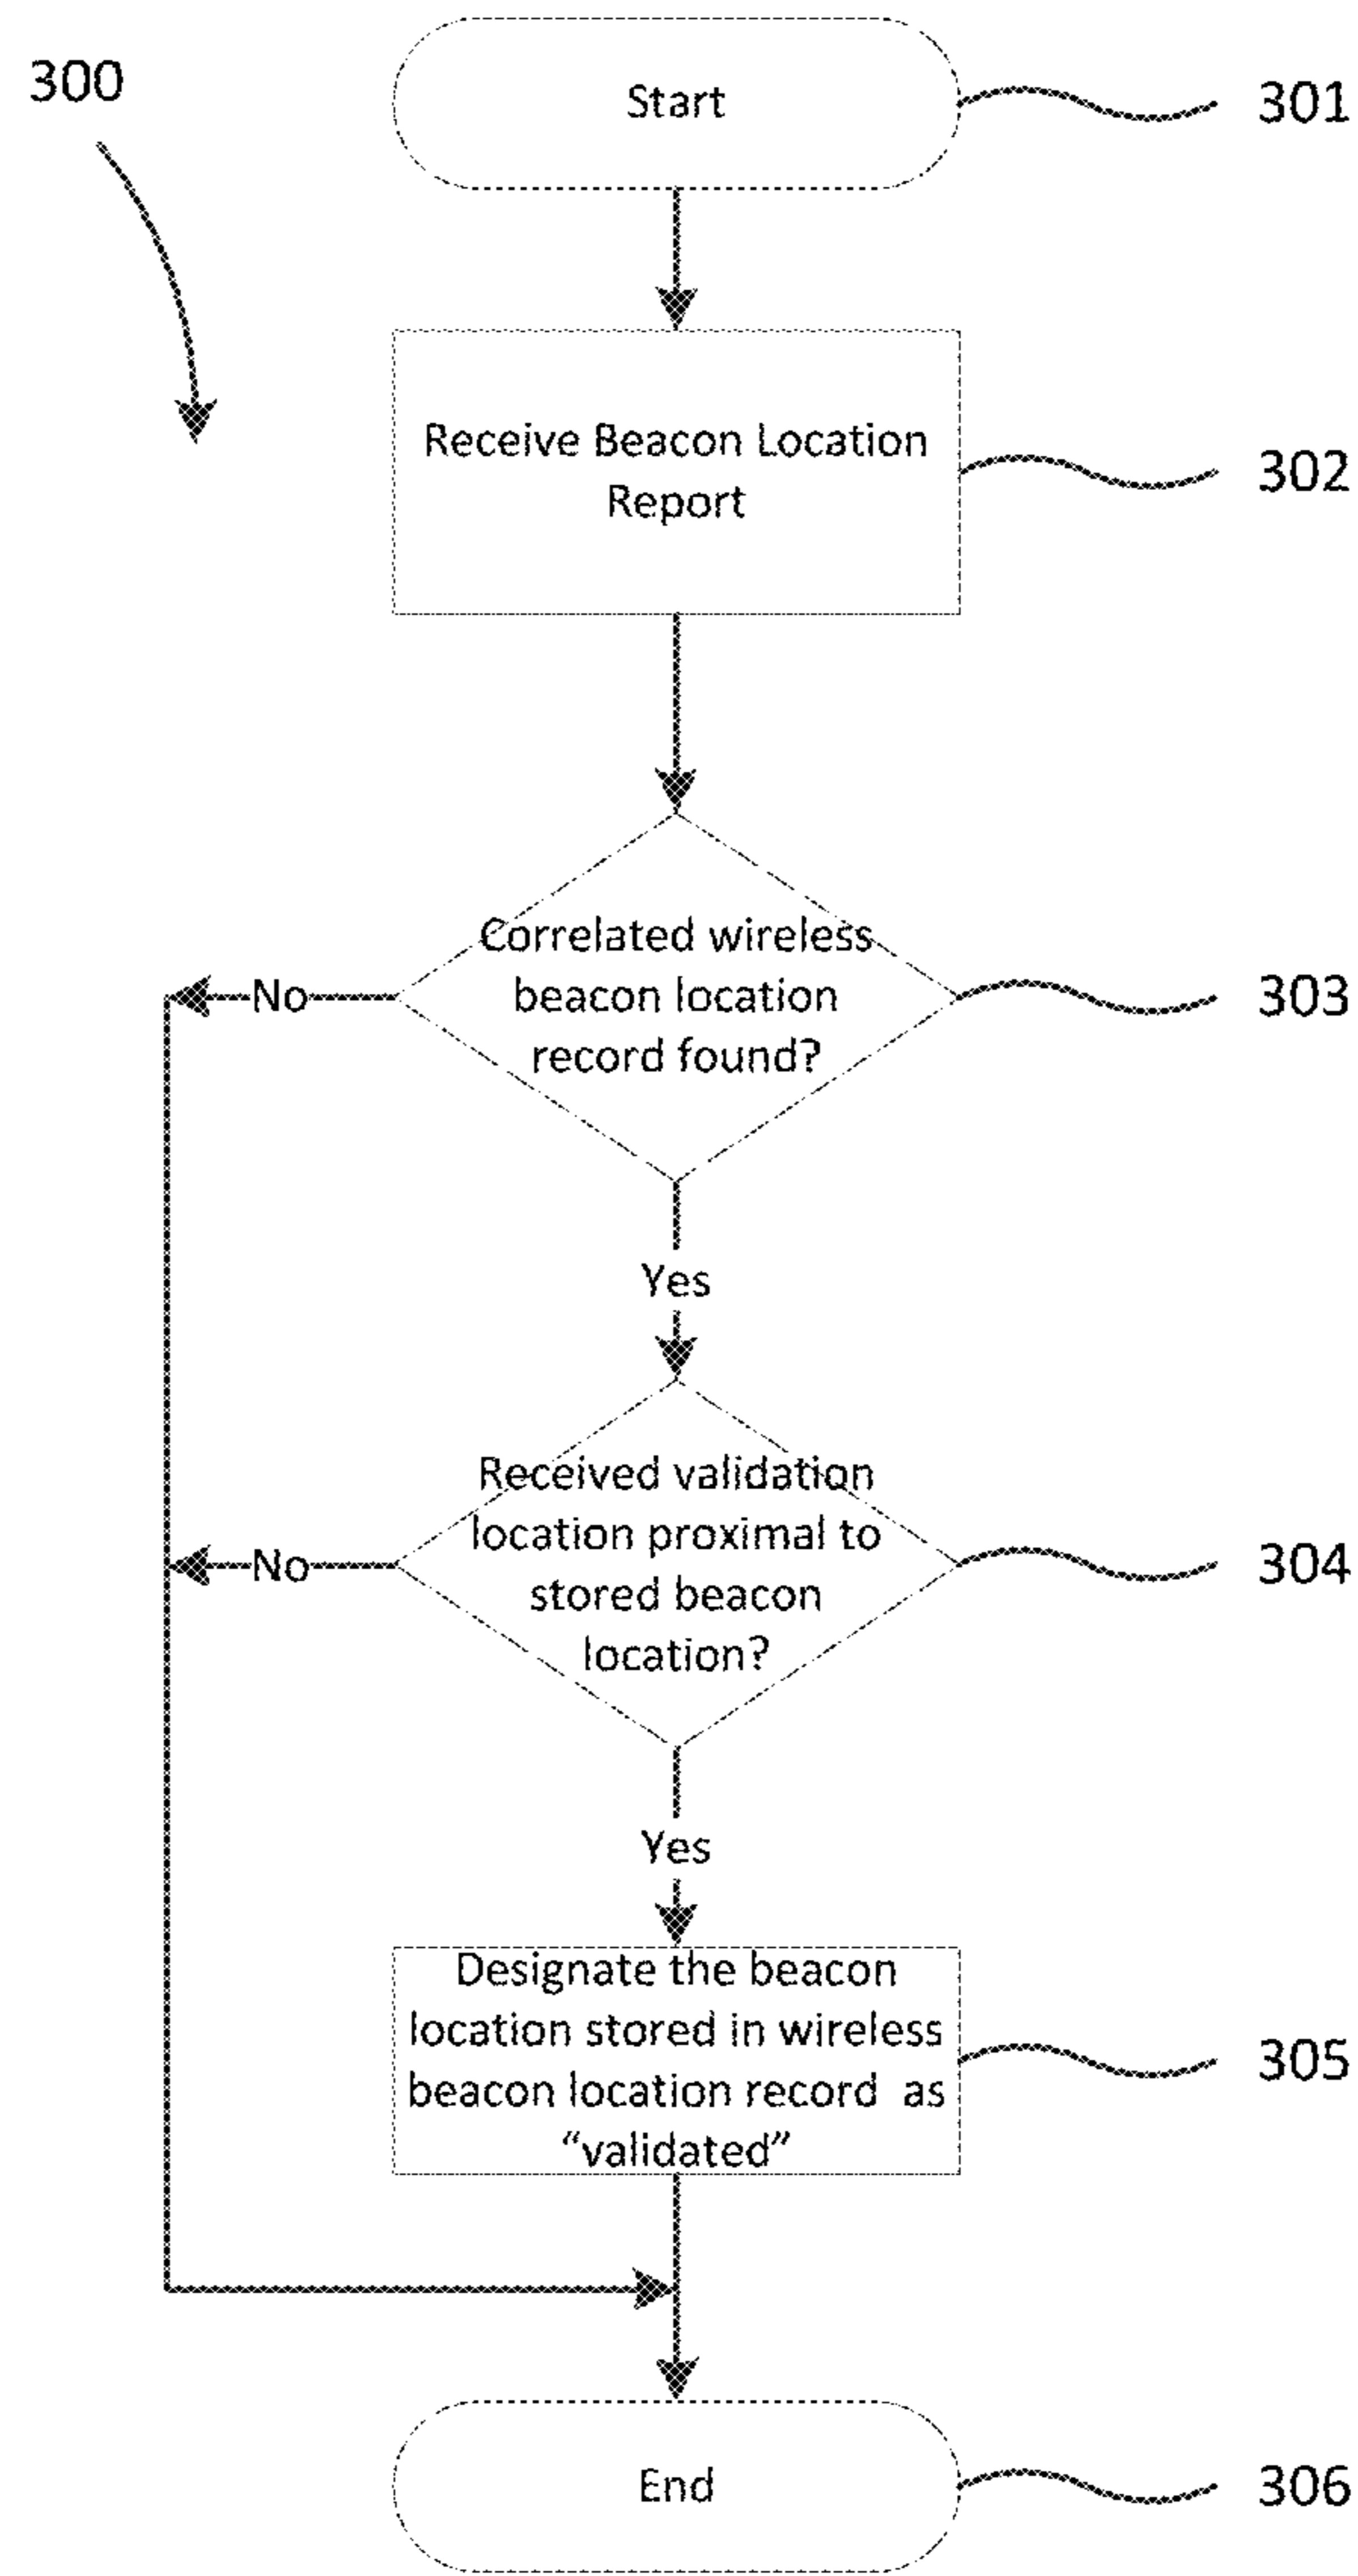 300
Start
301
Receive Beacon Location
Report
302
Correlated wireless
beacon location
record found?
303
No
Yes
Received validation
location proximal to
stored beacon
location?
304
No
Yes
Designate the beacon
location stored in wireless
beacon location record as
“validated”
305
End
306